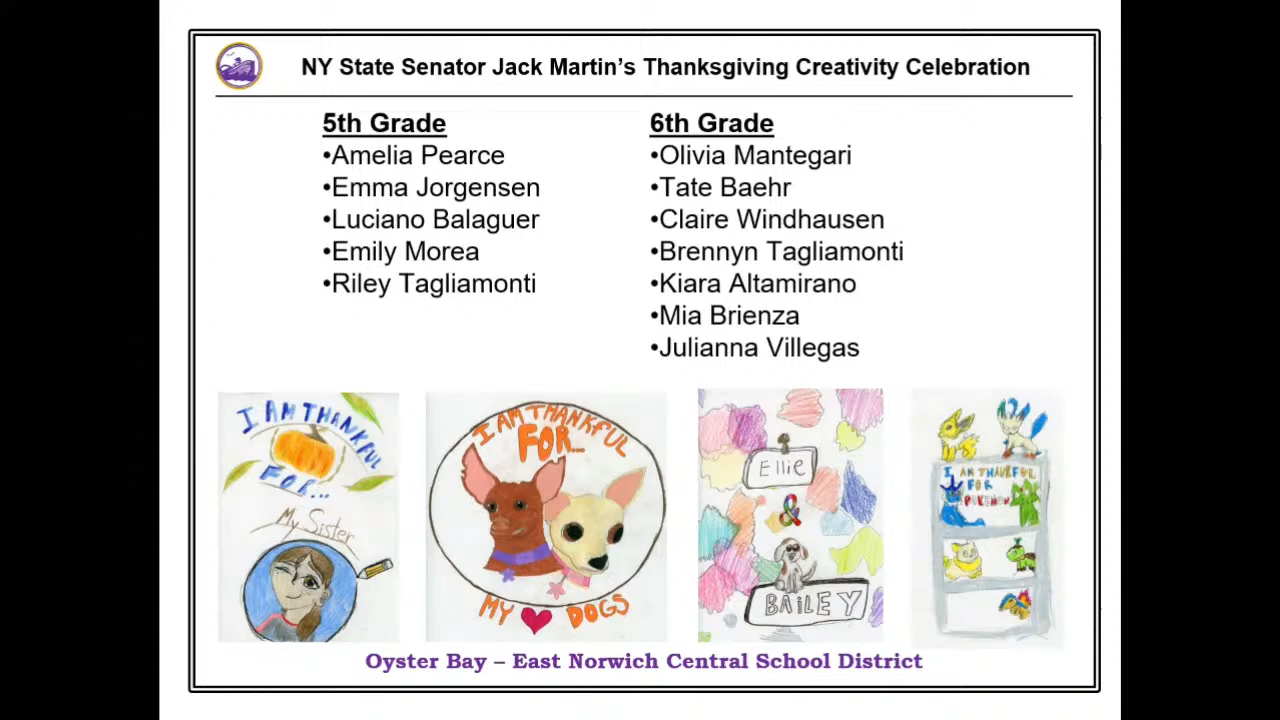 NY State Senator Jack Martin’s Thanksgiving Creativity Celebration
5th Grade
•Amelia Pearce
•Emma Jorgensen
•Luciano Balaguer
•Emily Morea
•Riley Tagliamonti
6th Grade
•Olivia Mantegari
•Tate Baehr
•Claire Windhausen
•Brennyn Tagliamonti
•Kiara Altamirano
•Mia Brienza
•Julianna Villegas
I AM THANKFUL
FOR...
My Sister
I AM THANKFUL
FOR...
MY DOGS
Ellie
&
BAILEY
I AM THANKFUL
FOR
POKEMON
Oyster Bay – East Norwich Central School District